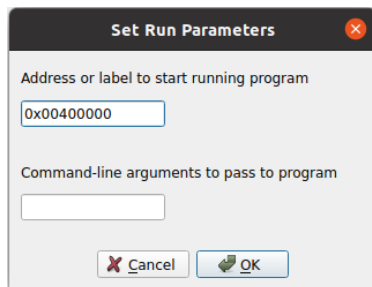 Set Run Parameters
Address or label to start running program
0x00400000
Command-line arguments to pass to program
Cancel OK